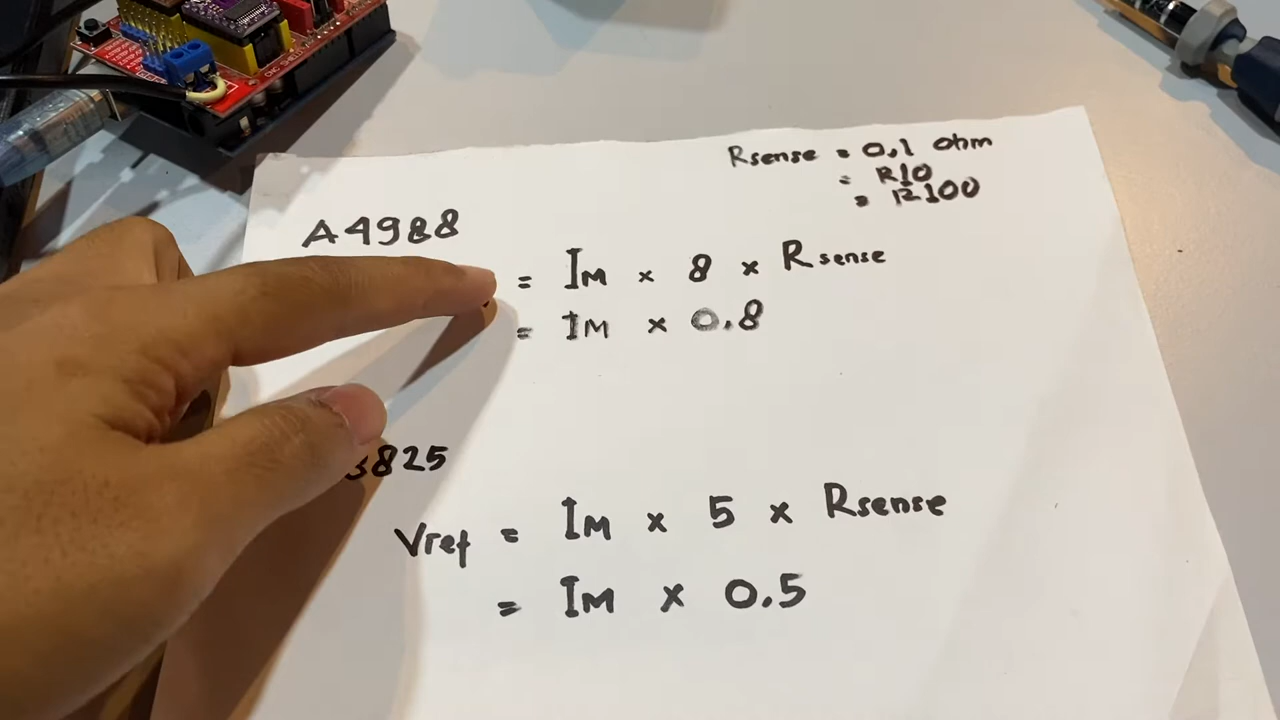 Rsense = 0,1 Ohm
= R10
= R100
A4988
= IM × 8 × Rsense
= IM × 0.8
3825
Vref = IM × 5 × Rsense
= IM × 0.5